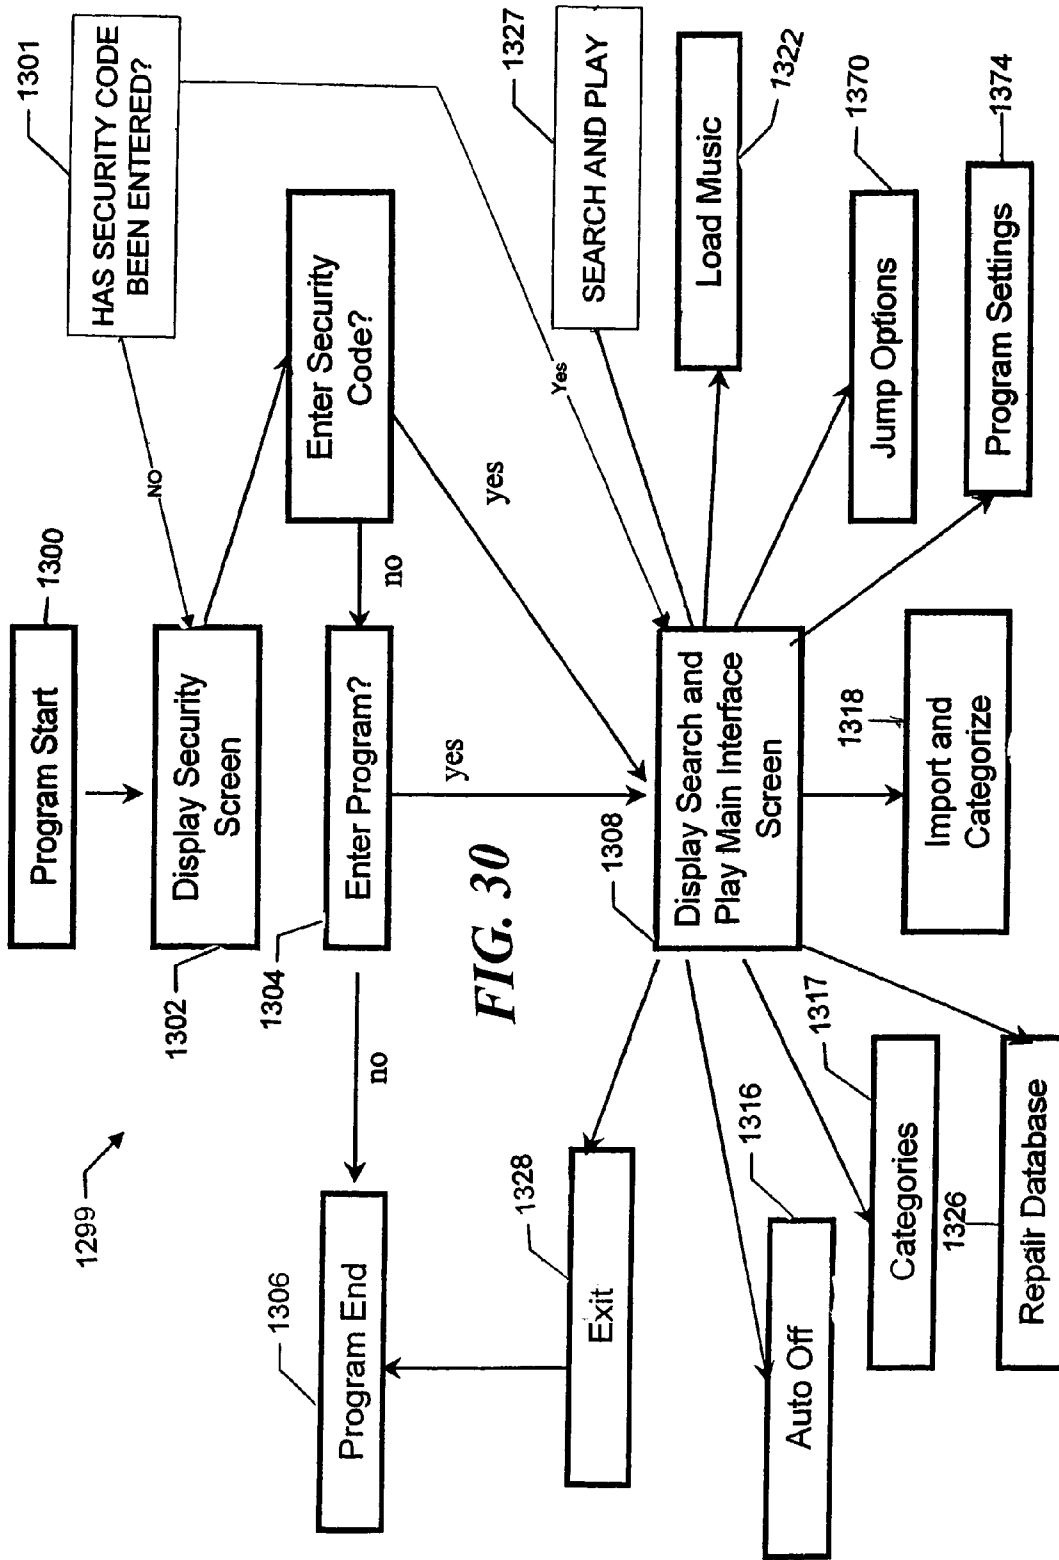 1299
Program Start
1300
1301
HAS SECURITY CODE
BEEN ENTERED?
NO
Yes
1302
Display Security
Screen
Enter Security
Code?
1304
Enter Program?
no
yes
no
yes
1306
Program End
FIG. 30
1308
Display Search and
Play Main Interface
Screen
1328
Exit
1327
SEARCH AND PLAY
Load Music
1322
1316
Auto Off
1317
Categories
1326
Repair Database
1318
Import and
Categorize
Jump Options
1370
Program Settings
1374